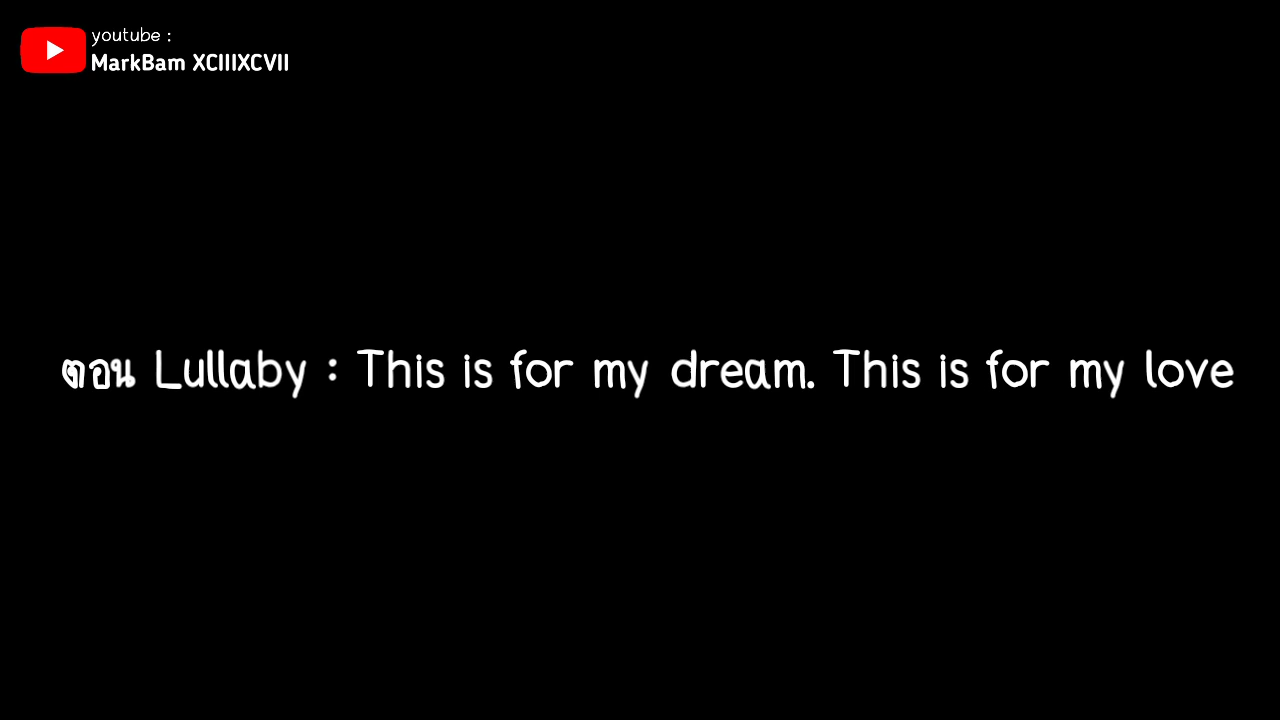 youtube :
MarkBam XCIIIXCVII
ตอน Lullaby : This is for my dream. This is for my love